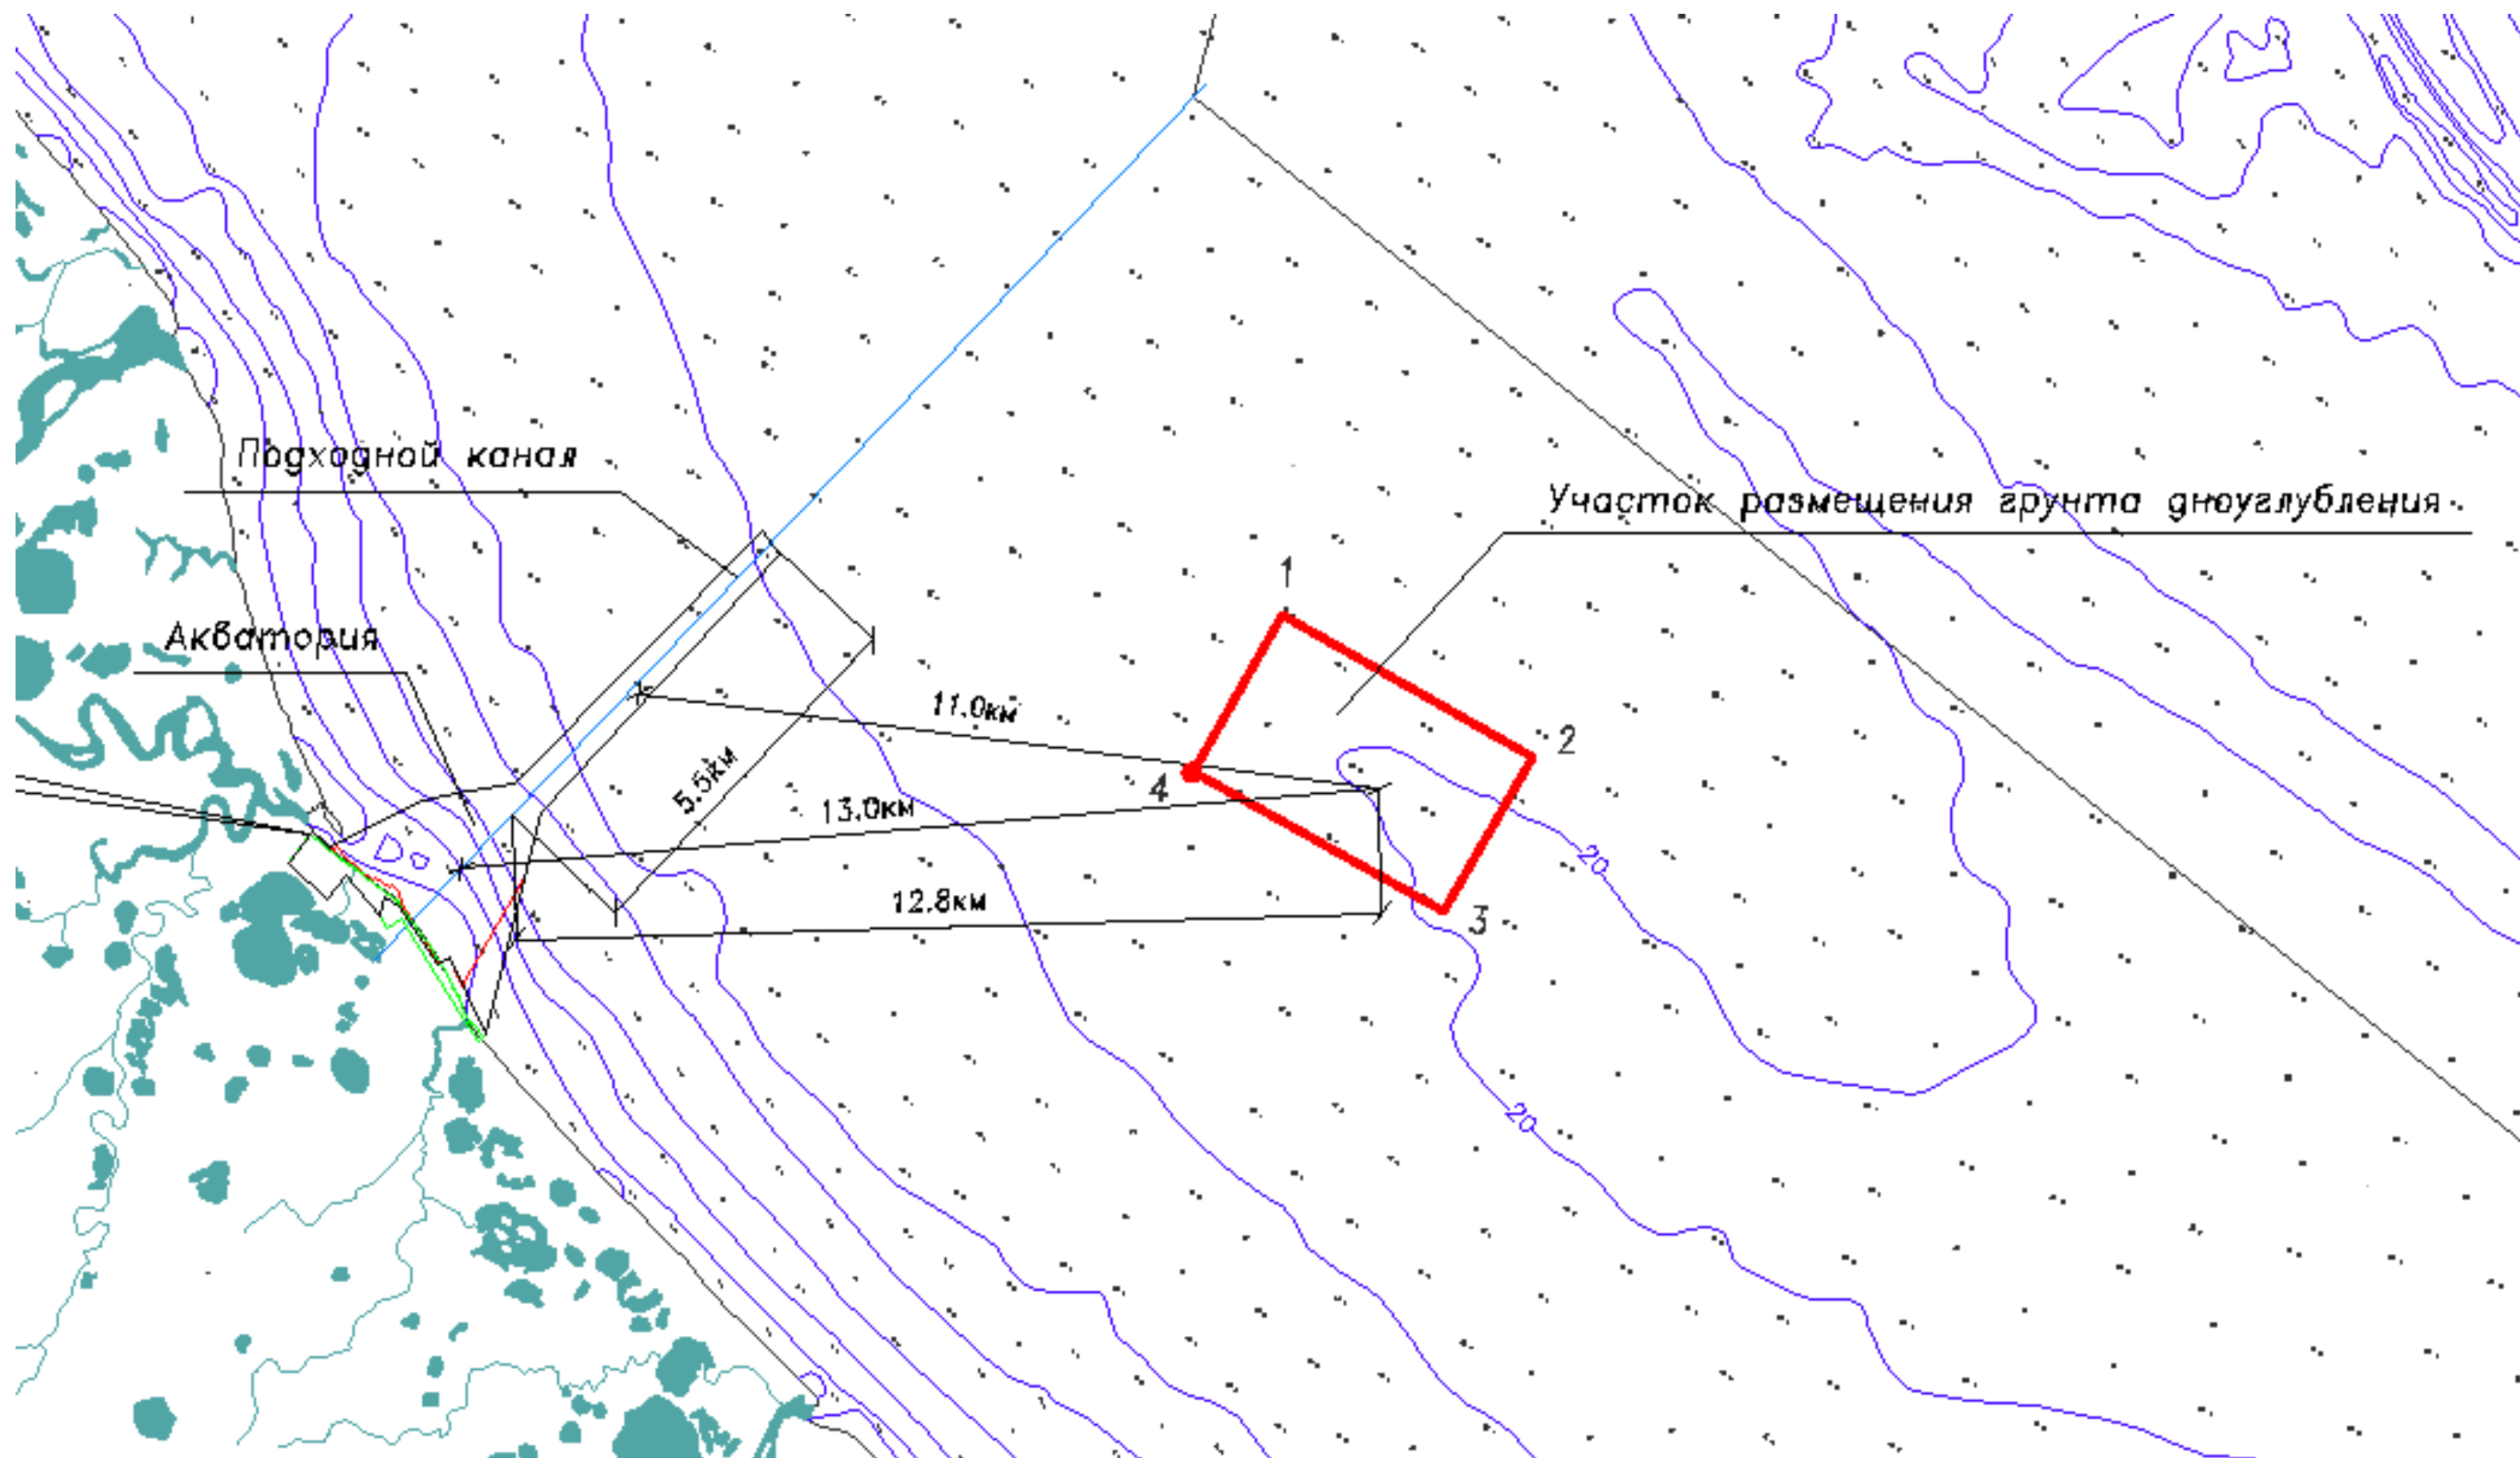 Подходной канал
Участок размещения грунта дноуглубления
1
Акватория
11.0км
2
5.5км
4
13.0км
20
12.8км
3
20